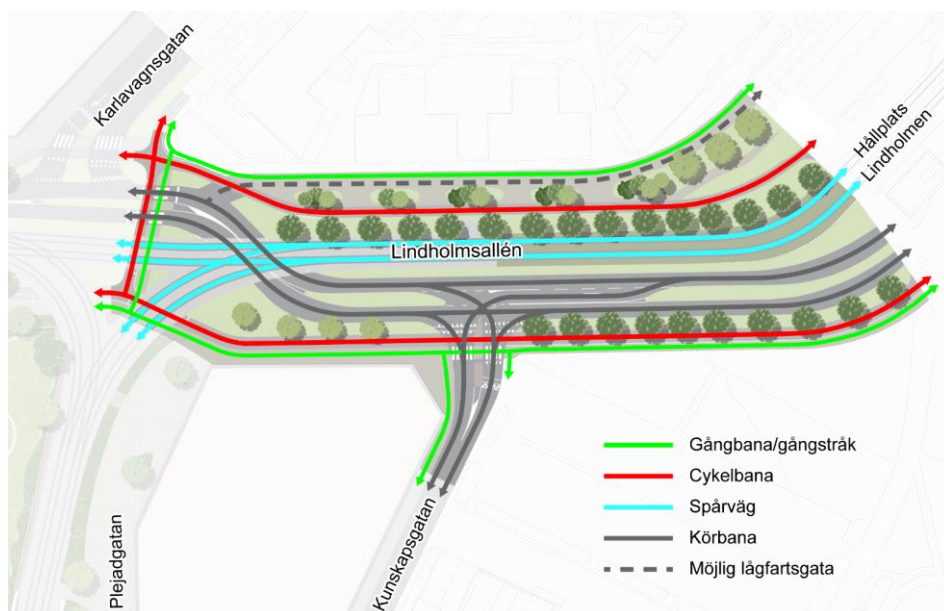 Karlavagnsgatan
Hållplats
Lindholmen
Lindholmsallén
Plejadgatan
Kunskapsgatan
Gångbana/gångstråk
Cykelbana
Spårväg
Körbana
Möjlig lågfartsgata